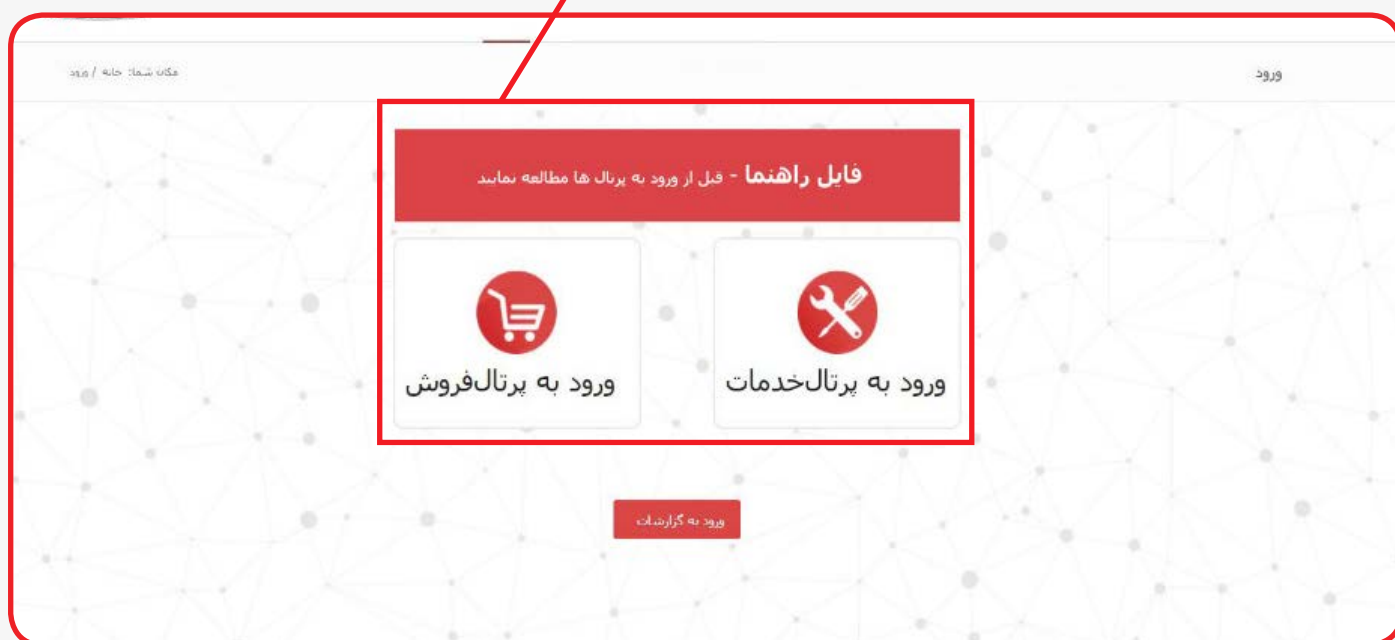 ورود
مکان شما: خانه / ورود
فایل راهنما - قبل از ورود به پرتال ها مطالعه نمایید
ورود به پرتال‌خدمات
ورود به پرتال‌فروش
ورود به گزارشات